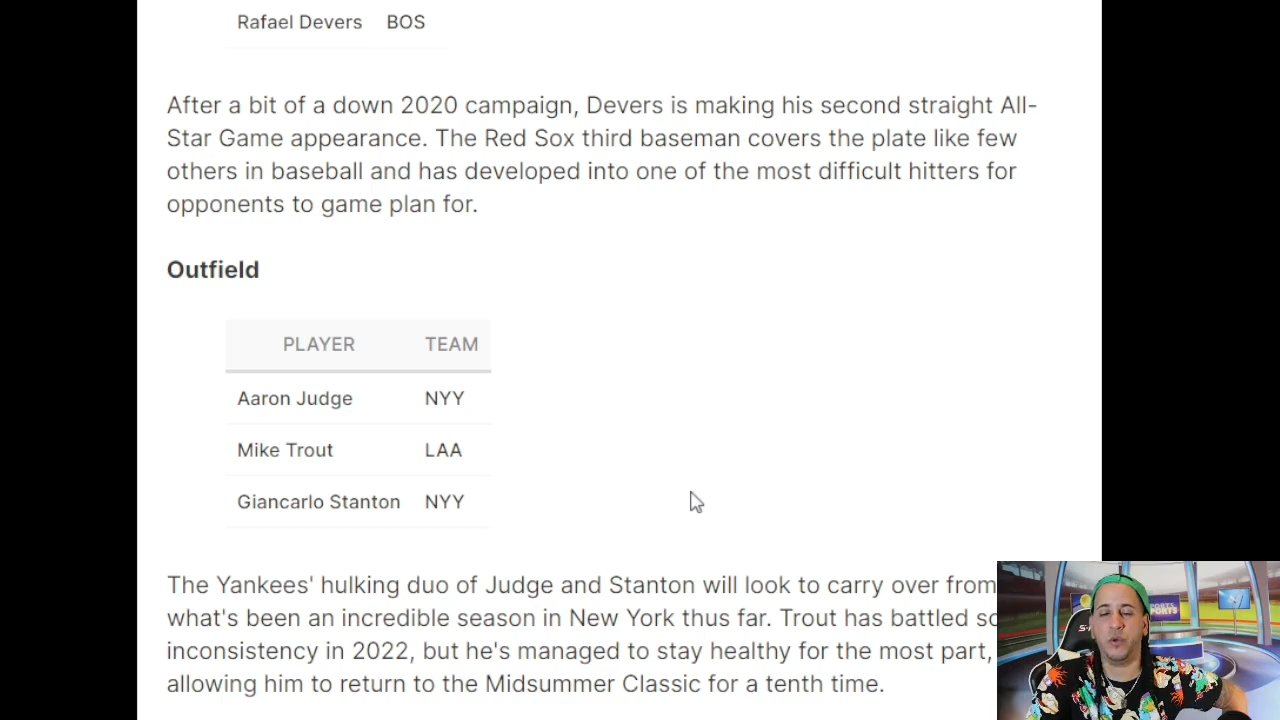 Rafael Devers BOS
After a bit of a down 2020 campaign, Devers is making his second straight All-
Star Game appearance. The Red Sox third baseman covers the plate like few
others in baseball and has developed into one of the most difficult hitters for
opponents to game plan for.
Outfield
PLAYER TEAM
Aaron Judge NYY
Mike Trout LAA
Giancarlo Stanton NYY
The Yankees' hulking duo of Judge and Stanton will look to carry over from
what's been an incredible season in New York thus far. Trout has battled
inconsistency in 2022, but he's managed to stay healthy for the most part,
allowing him to return to the Midsummer Classic for a tenth time.